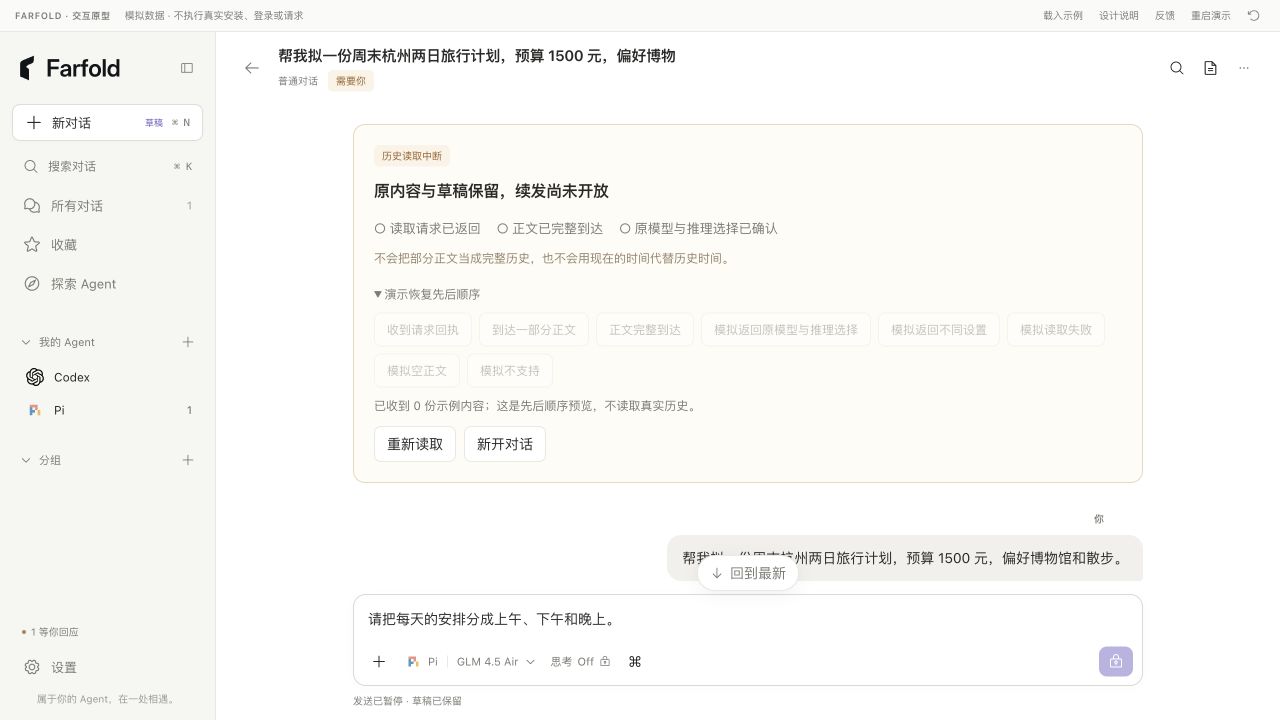 FARFOLD · 交互原型 模拟数据 · 不执行真实安装、登录或请求 载入示例 设计说明 反馈 重启演示
Farfold
新对话 草稿 ⌘ N
搜索对话 ⌘ K
所有对话 1
收藏
探索 Agent
我的 Agent
Codex
Pi 1
分组
1 等你回应
设置
属于你的 Agent，在一处相遇。
帮我拟一份周末杭州两日旅行计划，预算 1500 元，偏好博物
普通对话 需要你
历史读取中断
原内容与草稿保留，续发尚未开放
读取请求已返回 正文已完整到达 原模型与推理选择已确认
不会把部分正文当成完整历史，也不会用现在的时间代替历史时间。
演示恢复先后顺序
收到请求回执 到达一部分正文 正文完整到达 模拟返回原模型与推理选择 模拟返回不同设置 模拟读取失败
模拟空正文 模拟不支持
已收到 0 份示例内容；这是先后顺序预览，不读取真实历史。
重新读取 新开对话
你
帮我拟一份周末杭州两日旅行计划，预算 1500 元，偏好博物馆和散步。
回到最新
请把每天的安排分成上午、下午和晚上。
Pi GLM 4.5 Air 思考 Off ⌘
发送已暂停 · 草稿已保留